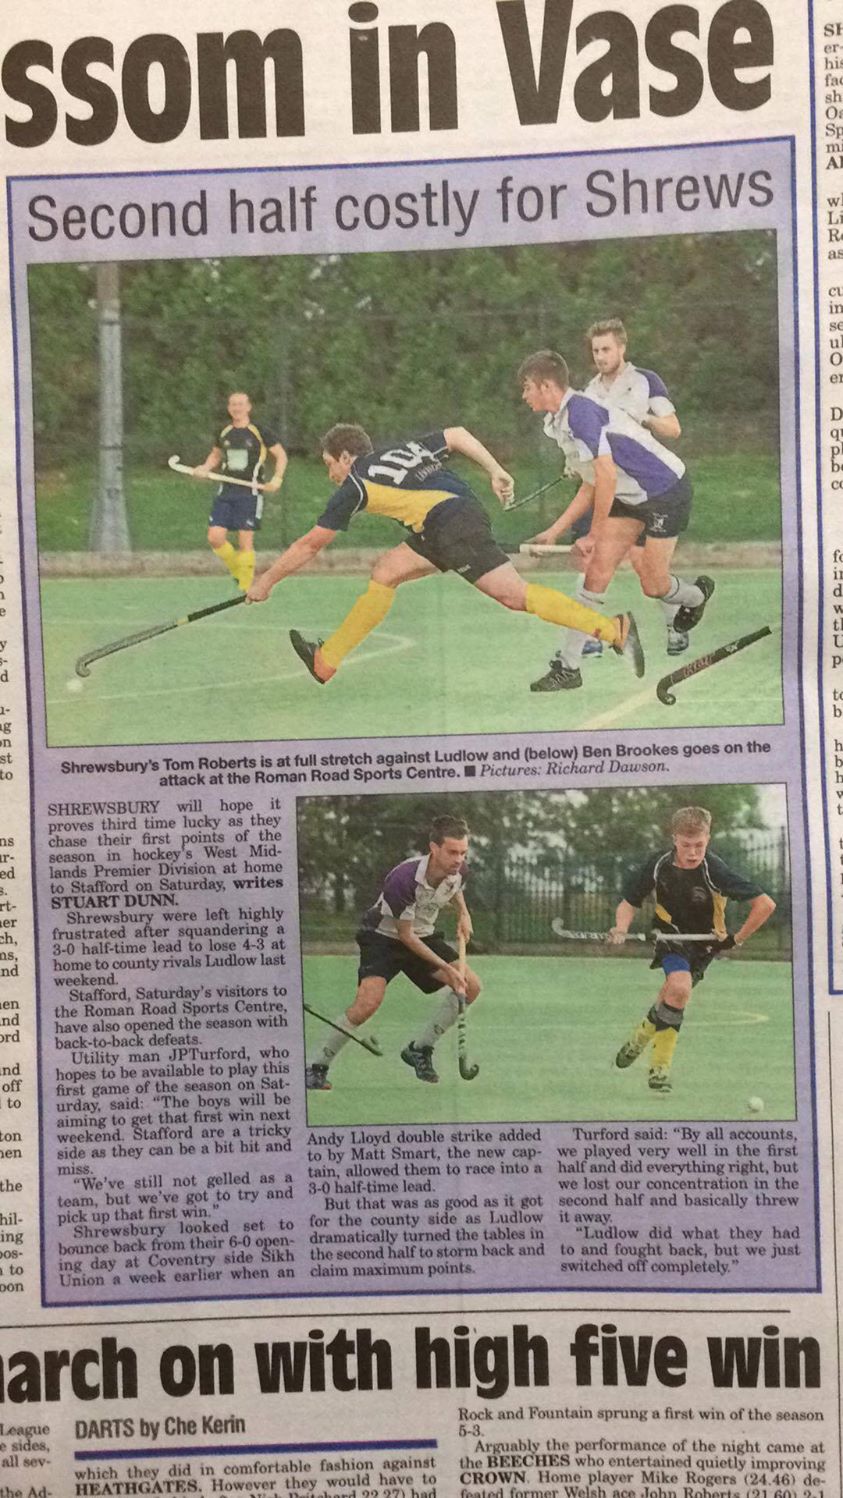 ssom in Vase
Second half costly for Shrews
104
Shrewsbury's Tom Roberts is at full stretch against Ludlow and (below) Ben Brookes goes on the
attack at the Roman Road Sports Centre. ■ Pictures: Richard Dawson.
SHREWSBURY will hope it
proves third time lucky as they
chase their first points of the
season in hockey's West Mid-
lands Premier Division at home
to Stafford on Saturday, writes
STUART DUNN.
Shrewsbury were left highly
frustrated after squandering a
3-0 half-time lead to lose 4-3 at
home to county rivals Ludlow last
weekend.
Stafford, Saturday's visitors to
the Roman Road Sports Centre,
have also opened the season with
back-to-back defeats.
Utility man JPTurford, who
hopes to be available to play this
first game of the season on Sat-
urday, said: "The boys will be
aiming to get that first win next
weekend. Stafford are a tricky
side as they can be a bit hit and
miss.
"We've still not gelled as a
team, but we've got to try and
pick up that first win."
Shrewsbury looked set to
bounce back from their 6-0 open-
ing day at Coventry side Sikh
Union a week earlier when an
Andy Lloyd double strike added
to by Matt Smart, the new cap-
tain, allowed them to race into a
3-0 half-time lead.
But that was as good as it got
for the county side as Ludlow
dramatically turned the tables in
the second half to storm back and
claim maximum points.
Turford said: "By all accounts,
we played very well in the first
half and did everything right, but
we lost our concentration in the
second half and basically threw
it away.
"Ludlow did what they had
to and fought back, but we just
switched off completely."
arch on with high five win
League
sides,
all sev-
the Ad-
DARTS by Che Kerin
which they did in comfortable fashion against
HEATHGATES. However they would have to
Rock and Fountain sprung a first win of the season
5-3.
Arguably the performance of the night came at
the BEECHES who entertained quietly improving
CROWN. Home player Mike Rogers (24.46) de-
feated former Welsh ace John Roberts (21.60) 2-1